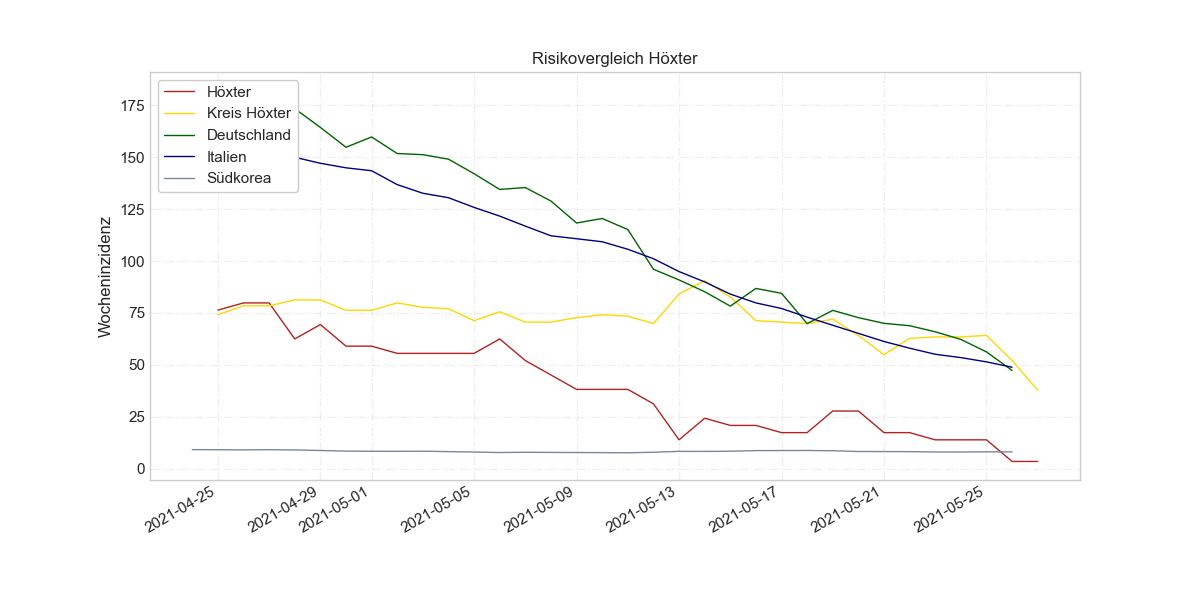 Risikovergleich Höxter
Höxter
Kreis Höxter
Deutschland
Italien
Südkorea
Wocheninzidenz
175
150
125
100
75
50
25
0
2021-04-25
2021-04-29
2021-05-01
2021-05-05
2021-05-09
2021-05-13
2021-05-17
2021-05-21
2021-05-25